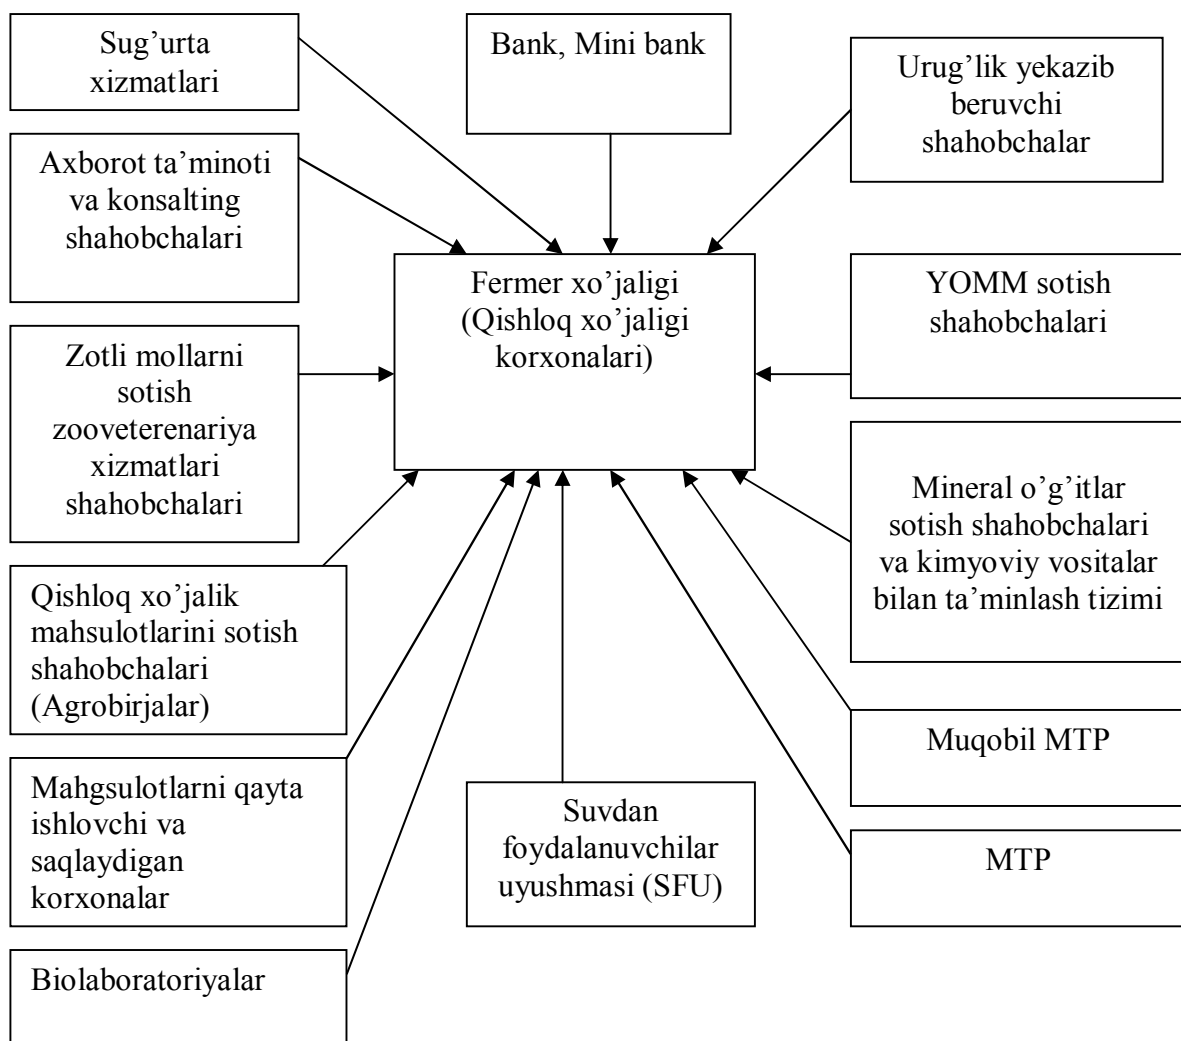 Sug’urta
xizmatlari
Bank, Mini bank
Urug’lik yekazib
beruvchi
shahobchalar
Axborot ta’minoti
va konsalting
shahobchalari
Fermer xo’jaligi
(Qishloq xo’jaligi
korxonalari)
YOMM sotish
shahobchalari
Zotli mollarni
sotish
zooveterenariya
xizmatlari
shahobchalari
Mineral o’g’itlar
sotish shahobchalari
va kimyoviy vositalar
bilan ta’minlash tizimi
Qishloq xo’jalik
mahsulotlarini sotish
shahobchalari
(Agrobirjalar)
Muqobil MTP
Mahgsulotlarni qayta
ishlovchi va
saqlaydigan
korxonalar
Suvdan
foydalanuvchilar
uyushmasi (SFU)
MTP
Biolaboratoriyalar